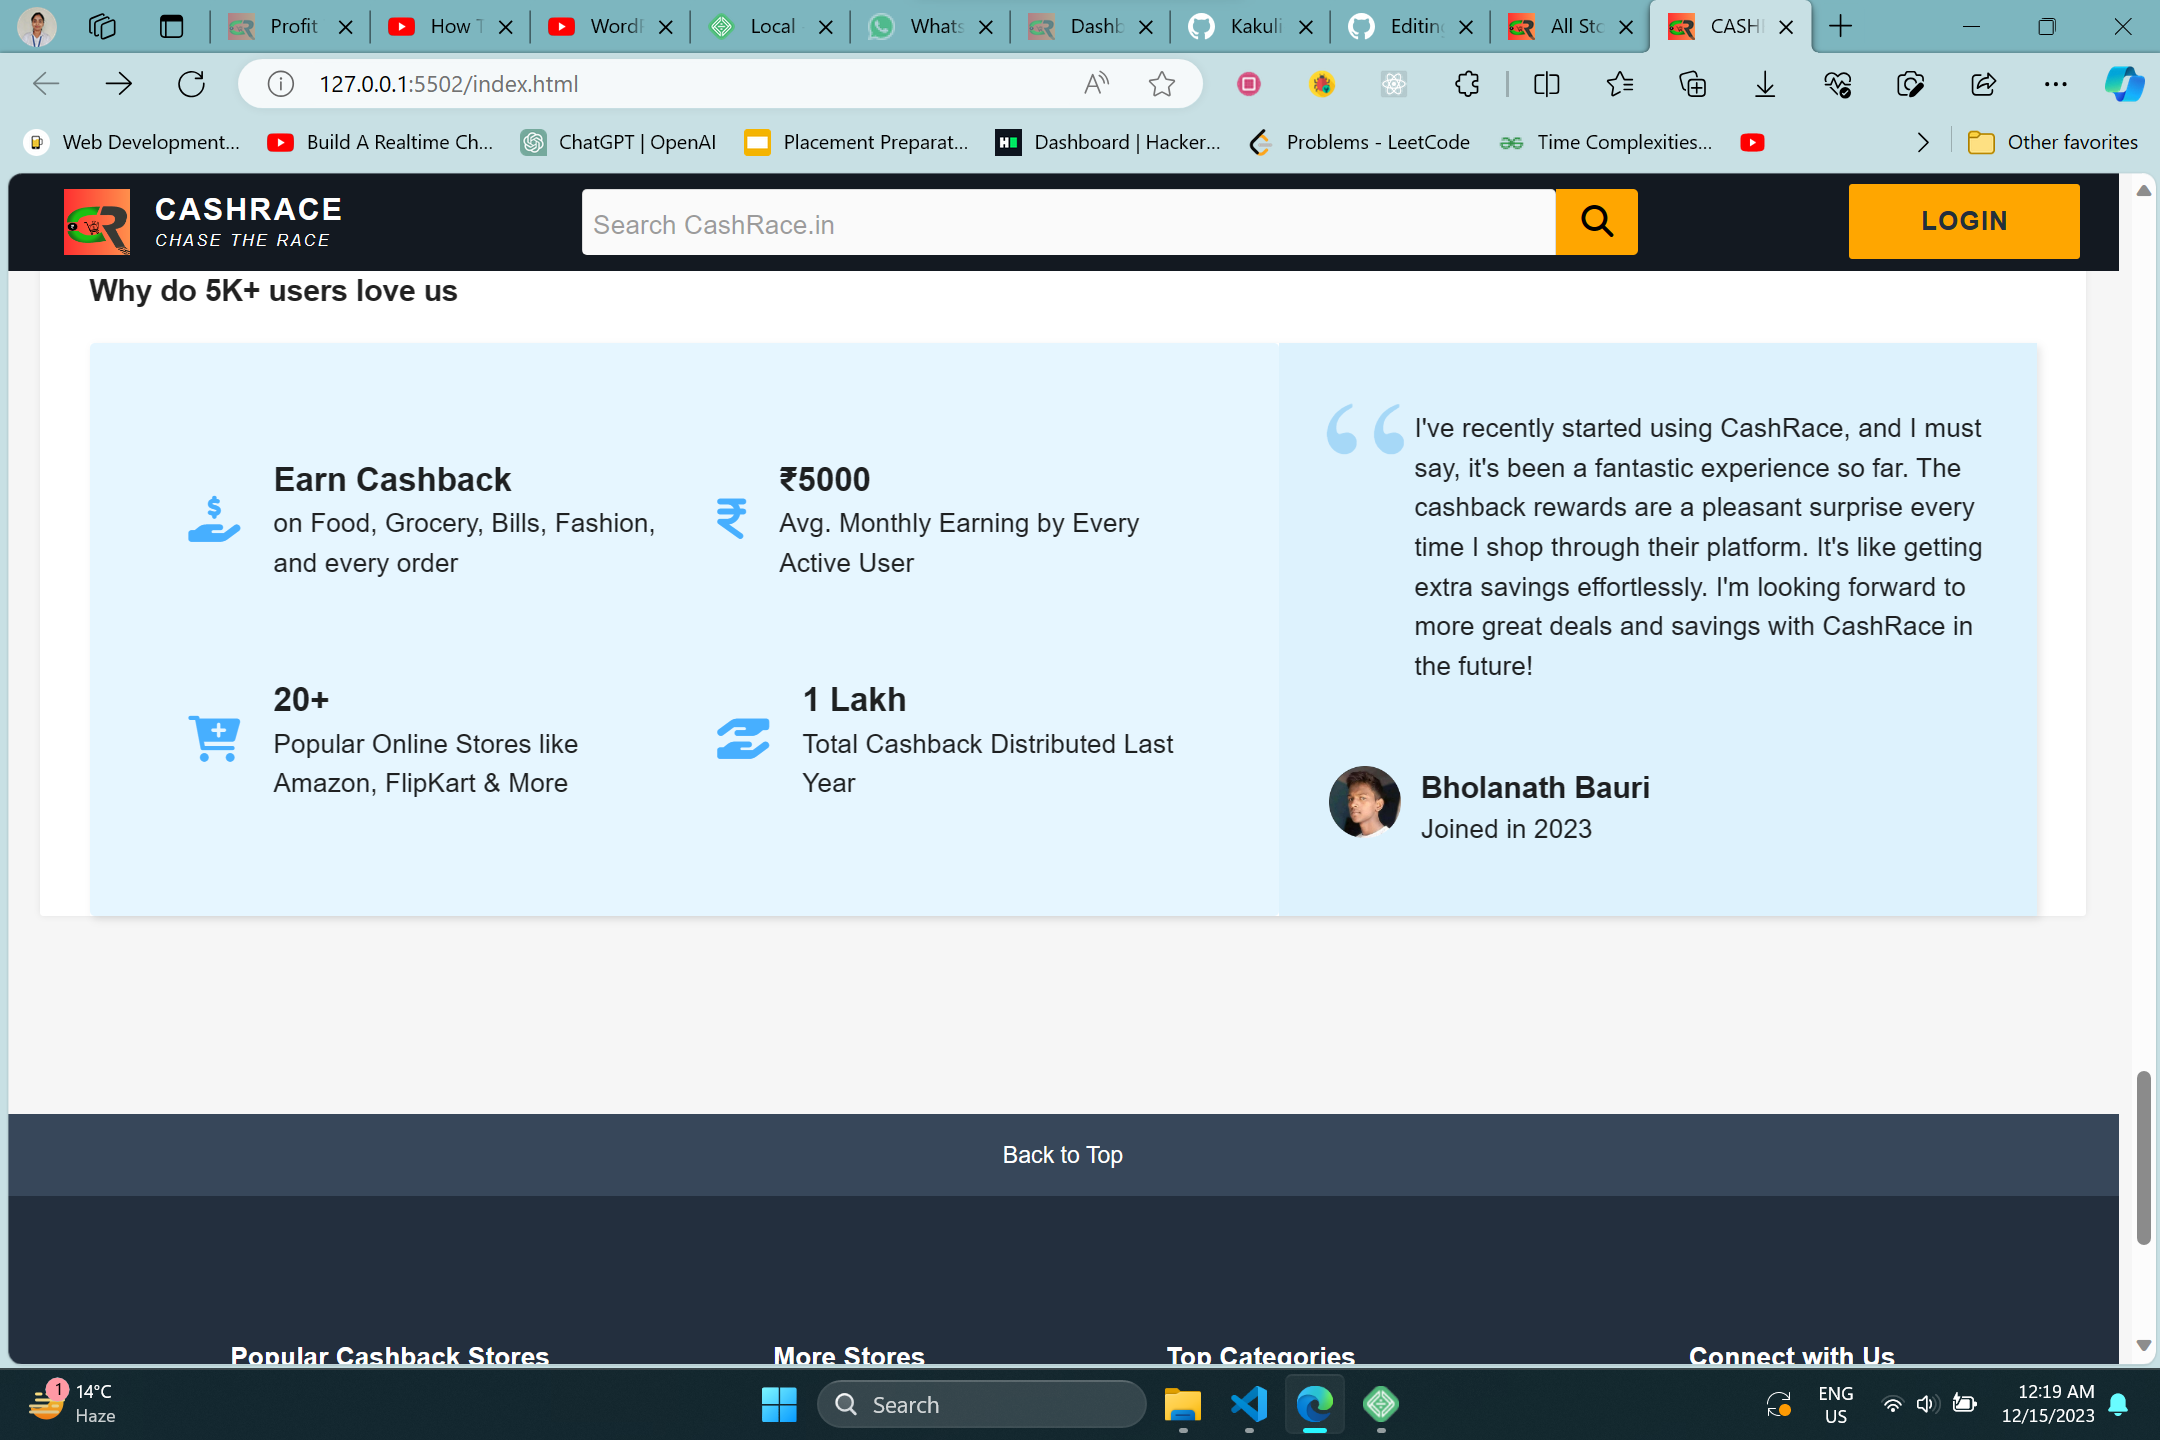 Profit
How T
WordP
Local
Whats
Dashb
Kakuli
Editing
All Sto
CASH
127.0.0.1:5502/index.html
Web Development...
Build A Realtime Ch...
ChatGPT | OpenAI
Placement Preparat...
Dashboard | Hacker...
Problems - LeetCode
Time Complexities...
Other favorites
CASHRACE
CHASE THE RACE
Search CashRace.in
LOGIN
Why do 5K+ users love us
Earn Cashback
on Food, Grocery, Bills, Fashion,
and every order
₹5000
Avg. Monthly Earning by Every
Active User
20+
Popular Online Stores like
Amazon, FlipKart & More
1 Lakh
Total Cashback Distributed Last
Year
I've recently started using CashRace, and I must
say, it's been a fantastic experience so far. The
cashback rewards are a pleasant surprise every
time I shop through their platform. It's like getting
extra savings effortlessly. I'm looking forward to
more great deals and savings with CashRace in
the future!
Bholanath Bauri
Joined in 2023
Back to Top
Popular Cashback Stores
More Stores
Top Categories
Connect with Us
1
14°C
Haze
Search
ENG
US
12:19 AM
12/15/2023